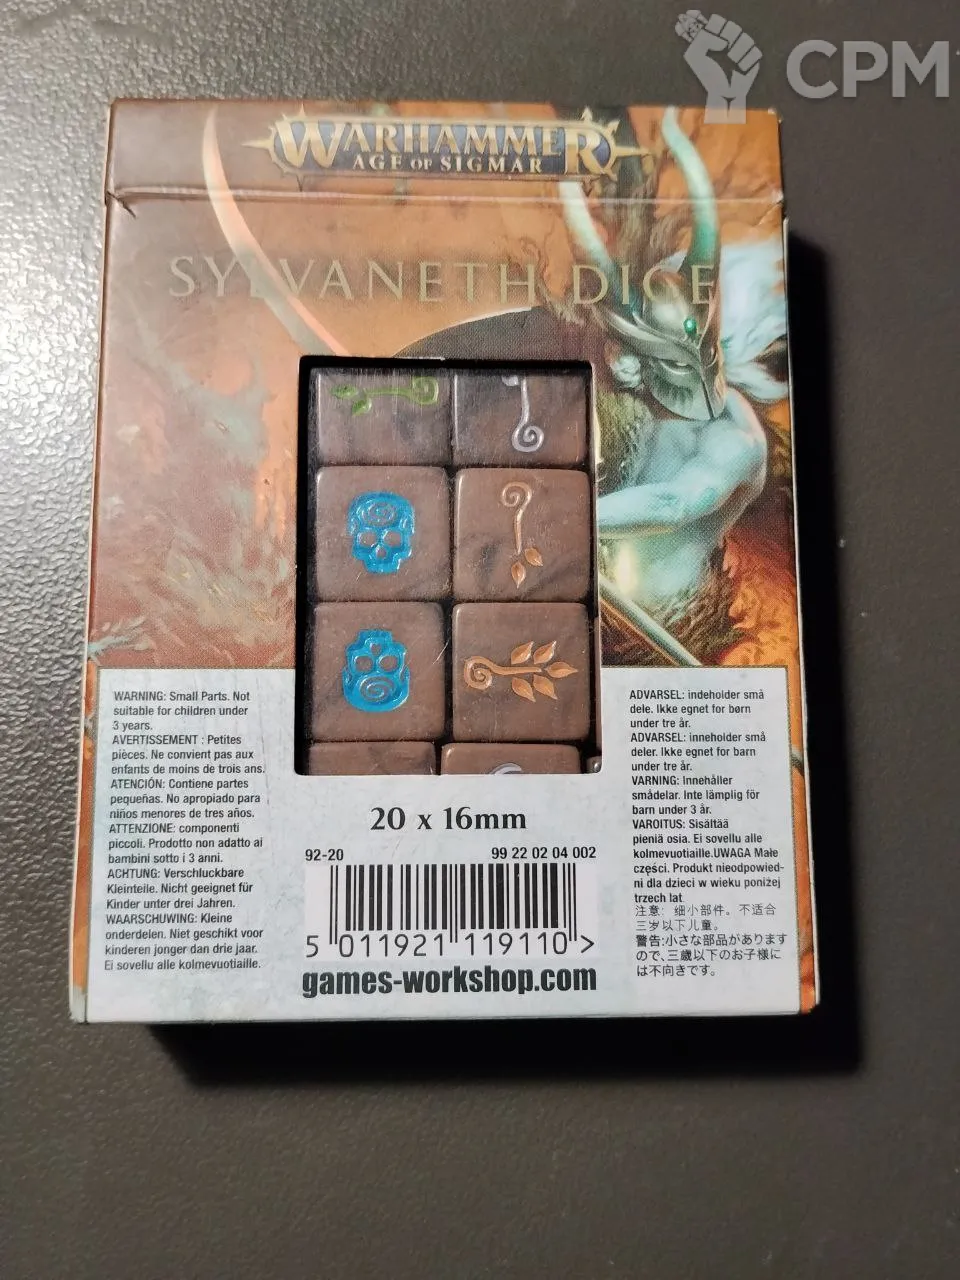 CPM
WARHAMMER
AGE OF SIGMAR
SYLVANETH DICE
WARNING: Small Parts. Not
suitable for children under
3 years.
AVERTISSEMENT : Petites
pièces. Ne convient pas aux
enfants de moins de trois ans.
ATENCIÓN: Contiene partes
pequeñas. No apropiado para
niños menores de tres años.
ATTENZIONE: componenti
piccoli. Prodotto non adatto ai
bambini sotto i 3 anni.
ACHTUNG: Verschluckbare
Kleinteile. Nicht geeignet für
Kinder unter drei Jahren.
WAARSCHUWING: Kleine
onderdelen. Niet geschikt voor
kinderen jonger dan drie jaar.
Ei sovellu alle kolmevuotiaille.
20 x 16mm
92-20 99 22 02 04 002
5 011921 119110 >
games-workshop.com
ADVARSEL: indeholder små
dele. Ikke egnet for børn
under tre år.
ADVARSEL: inneholder små
deler. Ikke egnet for barn
under tre år.
VARNING: Innehåller
smådelar. Inte lämplig för
barn under 3 år.
VAROITUS: Sisältää
pieniä osia. Ei sovellu alle
kolmevuotiaille.UWAGA Małe
części. Produkt nieodpowied-
ni dla dzieci w wieku poniżej
trzech lat
注意: 细小部件。不适合
三岁以下儿童。
警告:小さな部品があります
ので、三歳以下のお子様に
は不向きです。